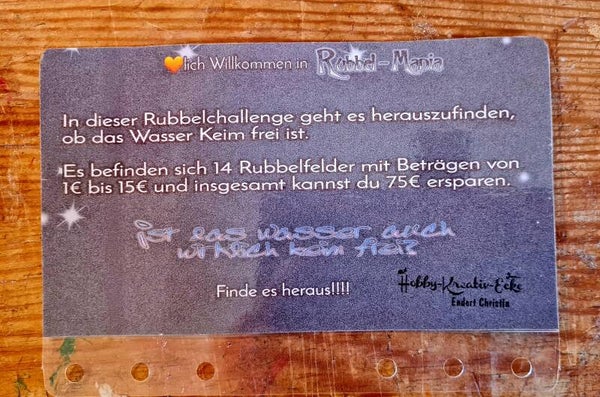 🧡lich Willkommen in Rubbel-Mania
In dieser Rubbelchallenge geht es herauszufinden,
ob das Wasser Keim frei ist.
Es befinden sich 14 Rubbelfelder mit Beträgen von
1€ bis 15€ und insgesamt kannst du 75€ ersparen.
ist das wasser auch
wirklich keim frei?
Finde es heraus!!!!
Hobby-Kreativ-Ecke
Endert Christin